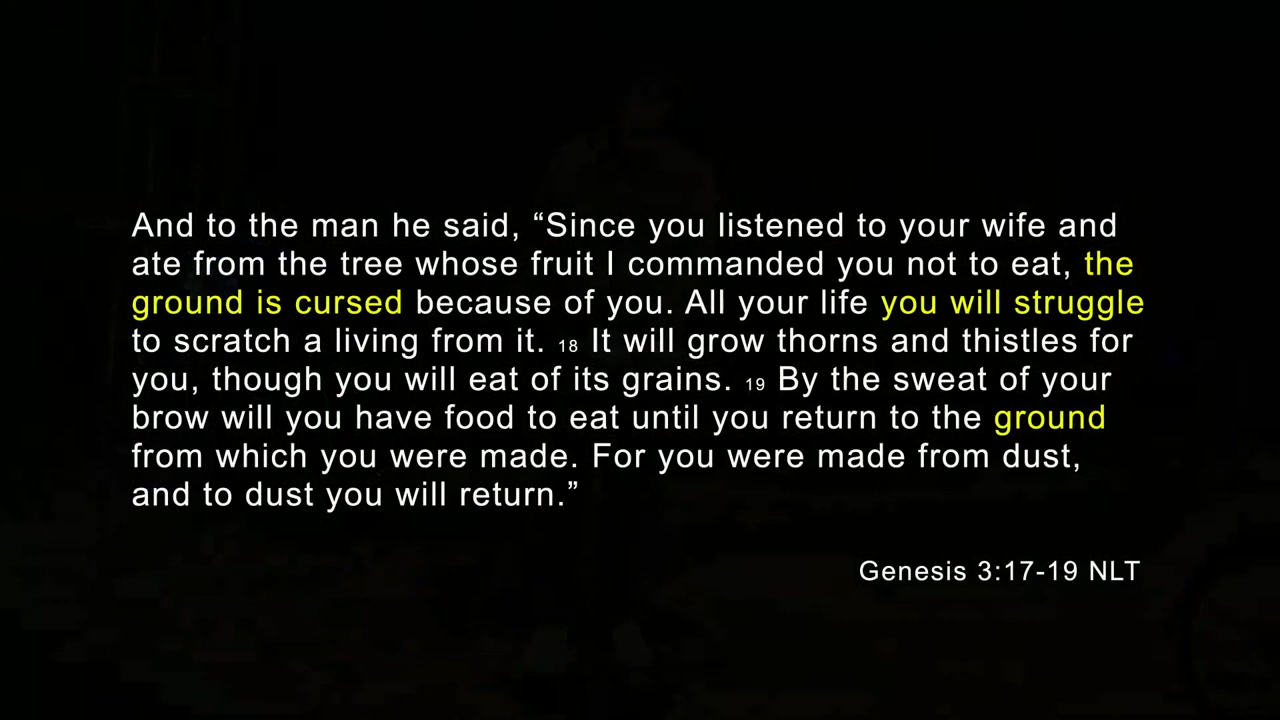 And to the man he said, “Since you listened to your wife and
ate from the tree whose fruit I commanded you not to eat, the
ground is cursed because of you. All your life you will struggle
to scratch a living from it. 18 It will grow thorns and thistles for
you, though you will eat of its grains. 19 By the sweat of your
brow will you have food to eat until you return to the ground
from which you were made. For you were made from dust,
and to dust you will return.”
Genesis 3:17-19 NLT